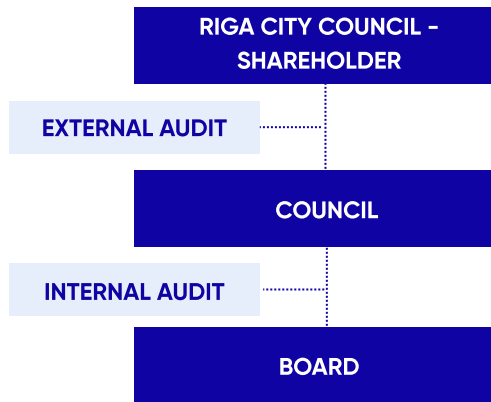 RIGA CITY COUNCIL -
SHAREHOLDER
EXTERNAL AUDIT
COUNCIL
INTERNAL AUDIT
BOARD